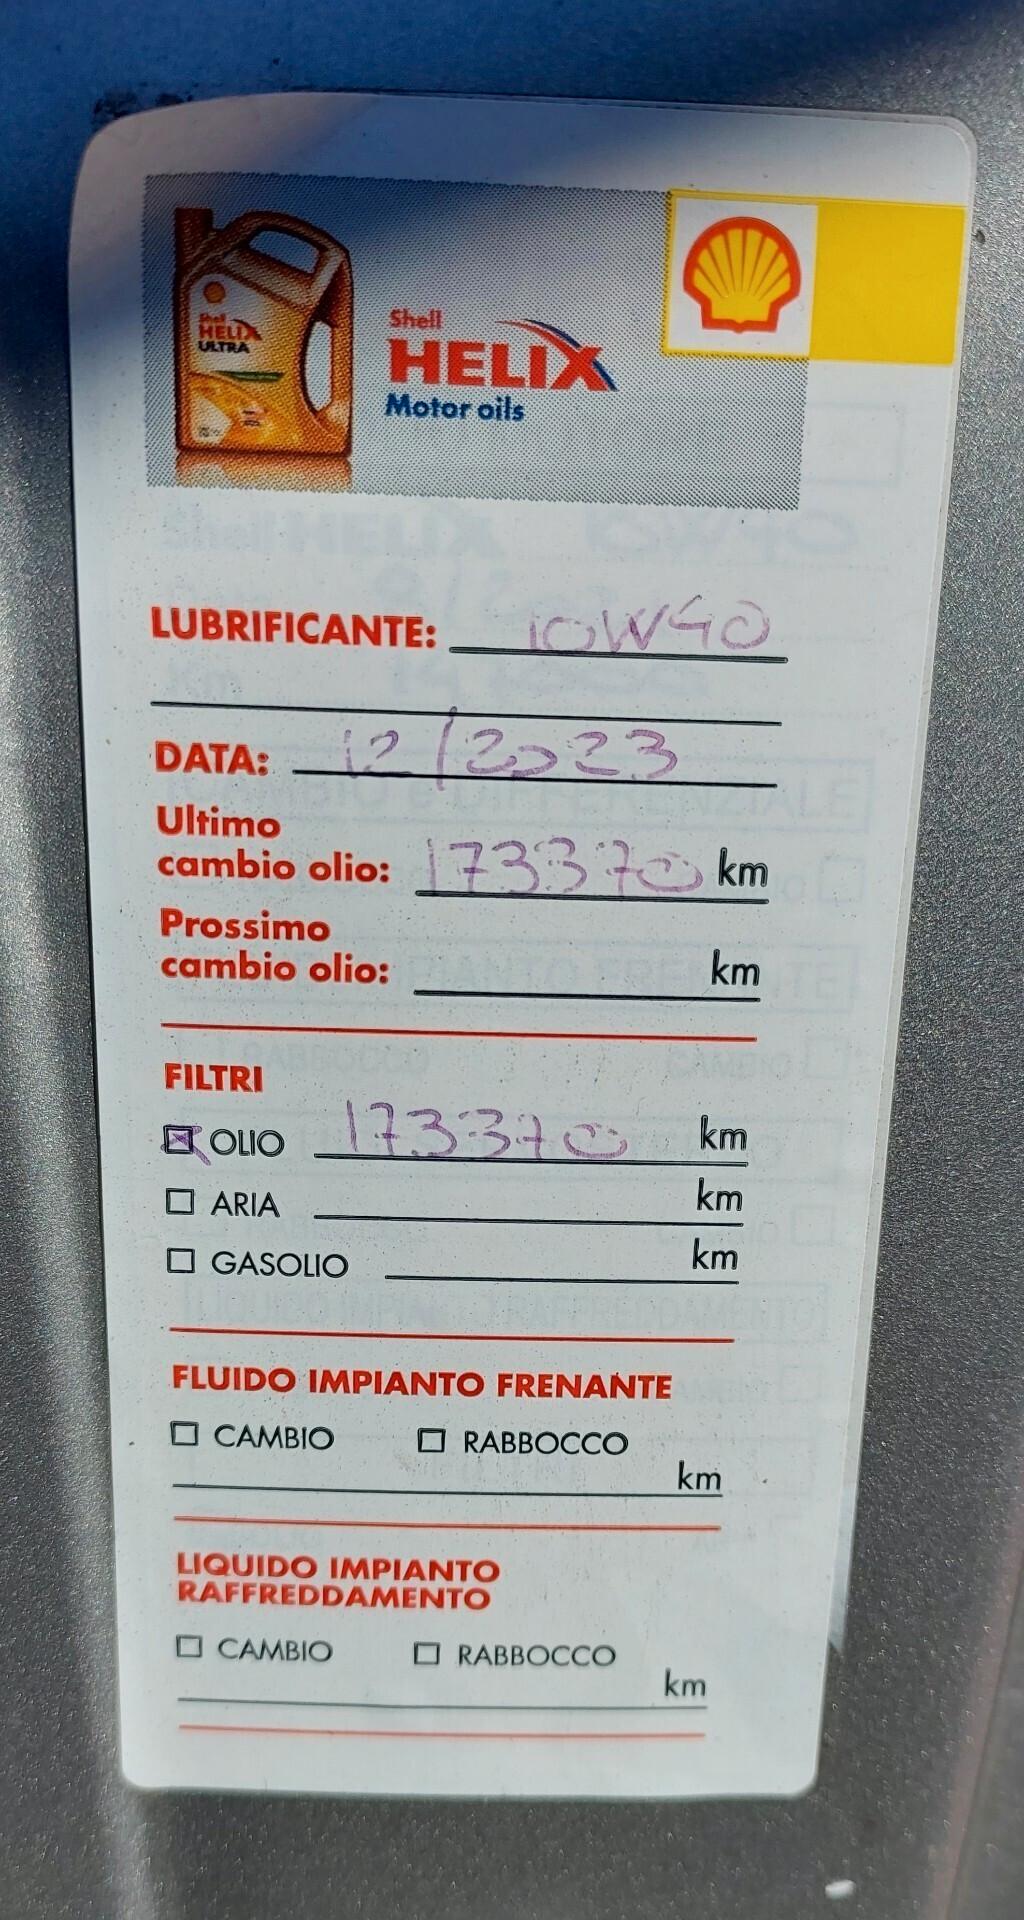 Shell
HELIX
ULTRA
Shell
HELIX
Motor oils
LUBRIFICANTE: 10W40
DATA: 12/2023
Ultimo
cambio olio: 173370 km
Prossimo
cambio olio: km
FILTRI
OLIO 173370 km
ARIA km
GASOLIO km
FLUIDO IMPIANTO FRENANTE
CAMBIO RABBOCCO
km
LIQUIDO IMPIANTO
RAFFREDDAMENTO
CAMBIO RABBOCCO
km